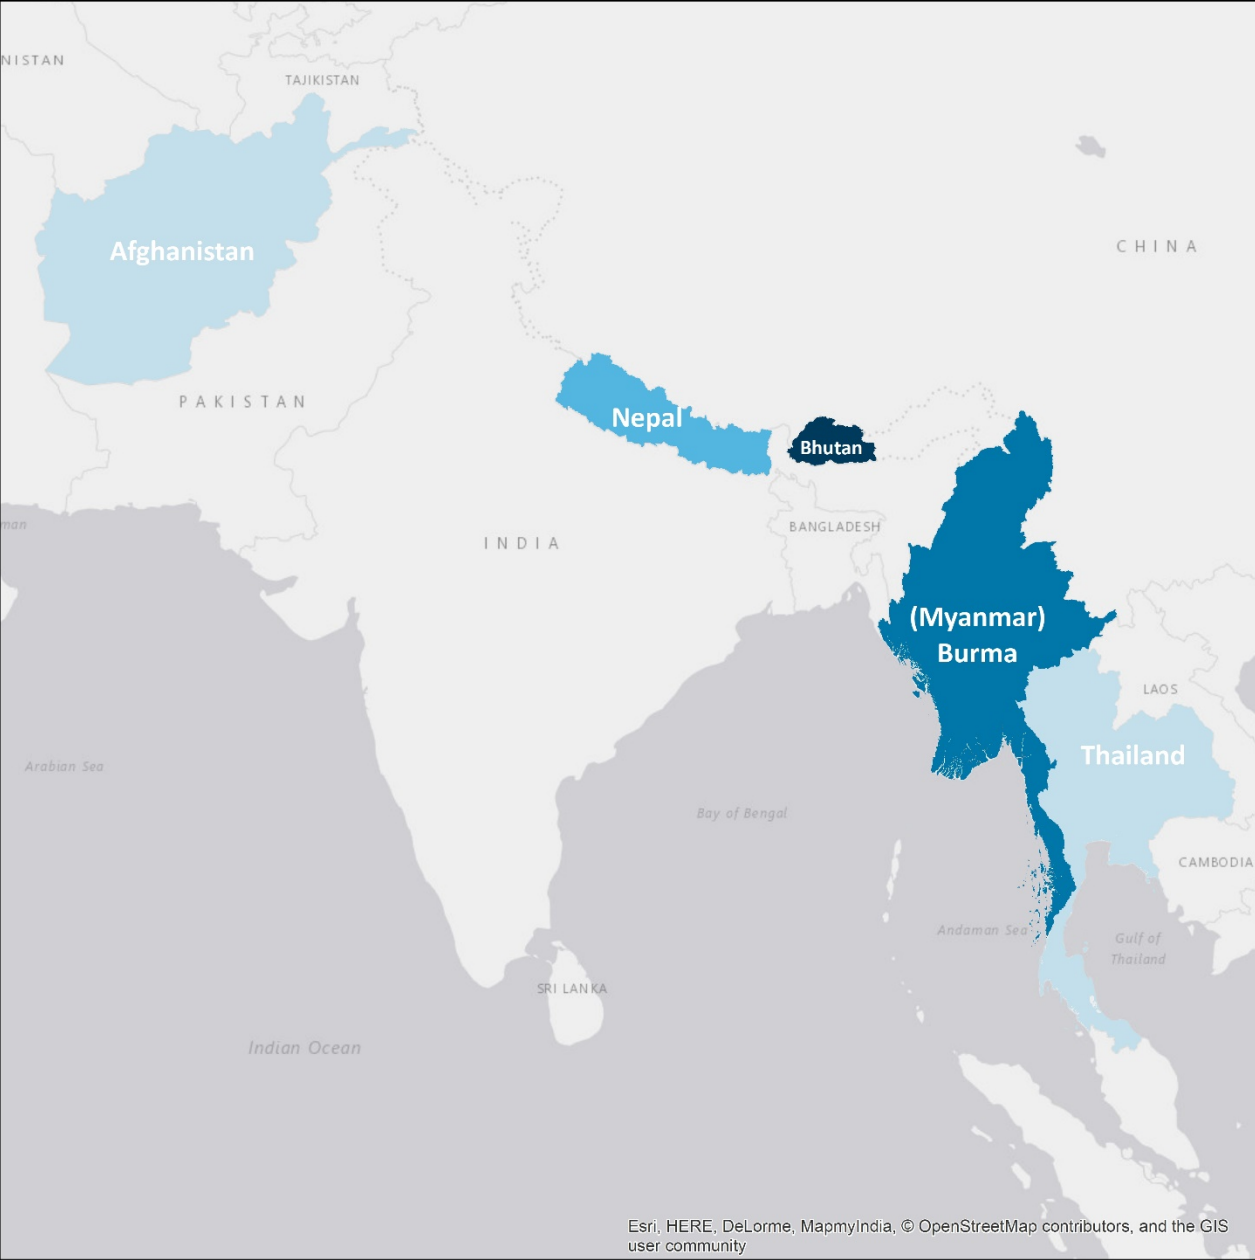 NISTAN
TAJIKISTAN
CHINA
Afghanistan
PAKISTAN
Nepal
Bhutan
man
BANGLADESH
INDIA
(Myanmar)
Burma
LAOS
Thailand
Arabian Sea
Bay of Bengal
CAMBODIA
Andaman Sea
Gulf of
Thailand
SRI LANKA
Indian Ocean
Esri, HERE, DeLorme, MapmyIndia, © OpenStreetMap contributors, and the GIS
user community